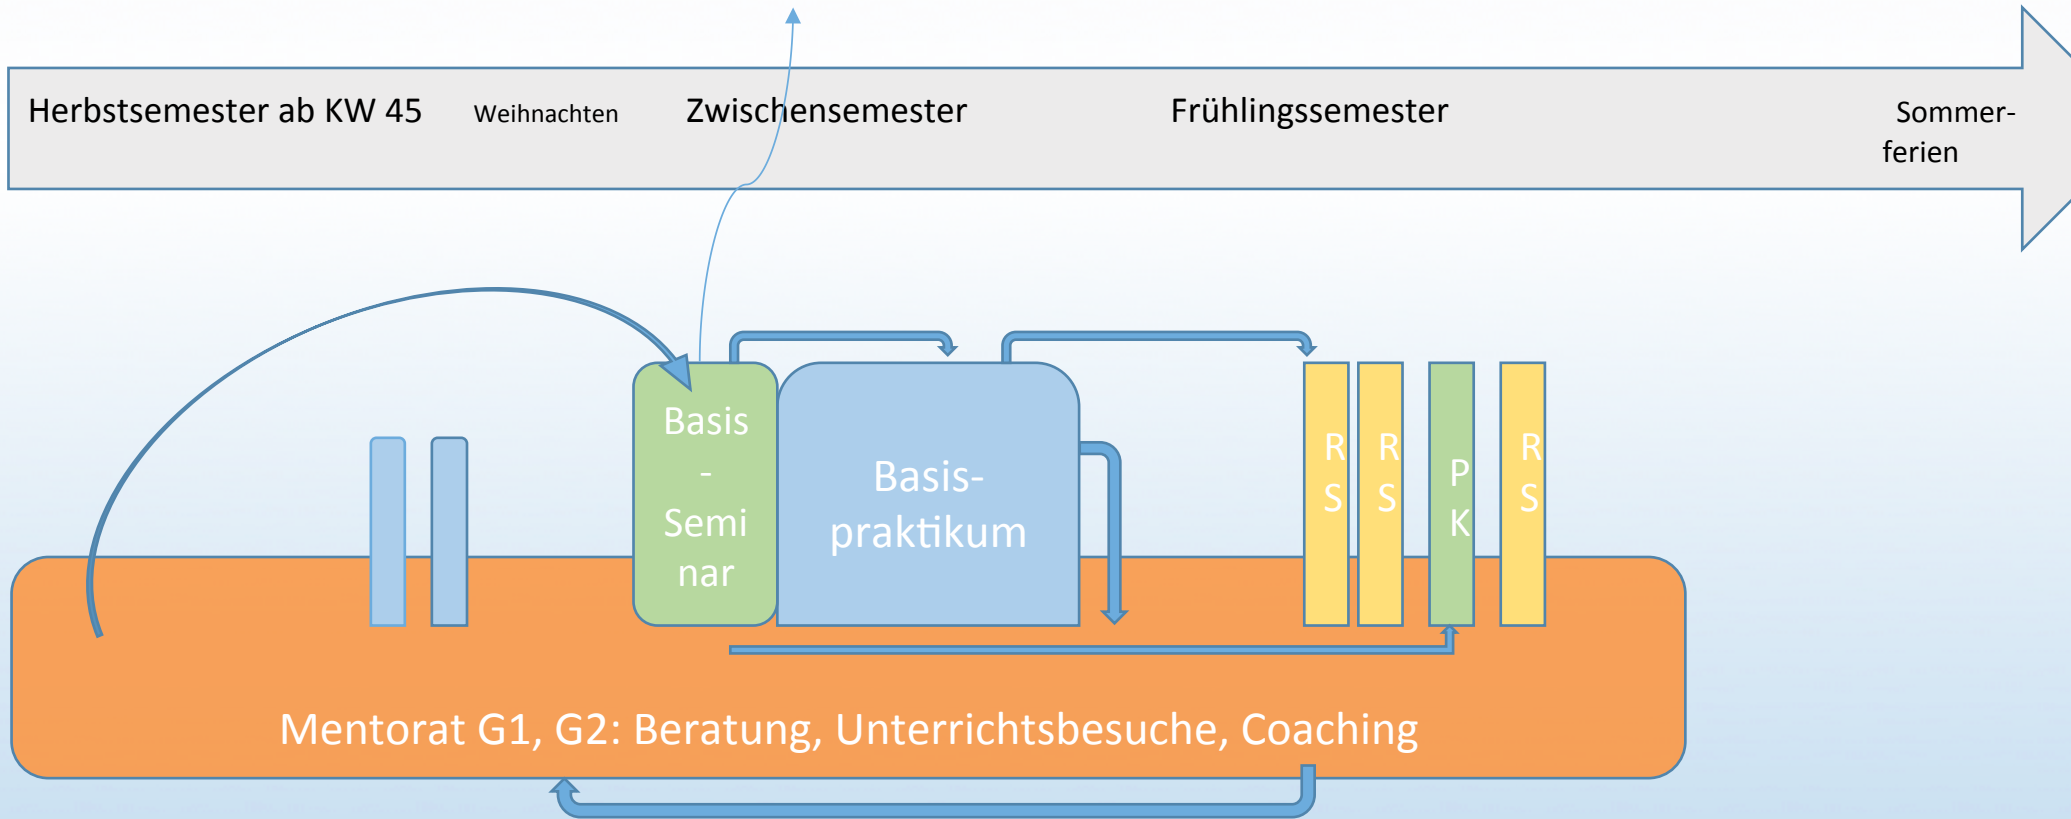 Herbstsemester ab KW 45 Weihnachten Zwischensemester Frühlingssemester Sommer-
ferien
Basis
-
Semi
nar
Basis-
praktikum
R
S
R
S
P
K
R
S
Mentorat G1, G2: Beratung, Unterrichtsbesuche, Coaching